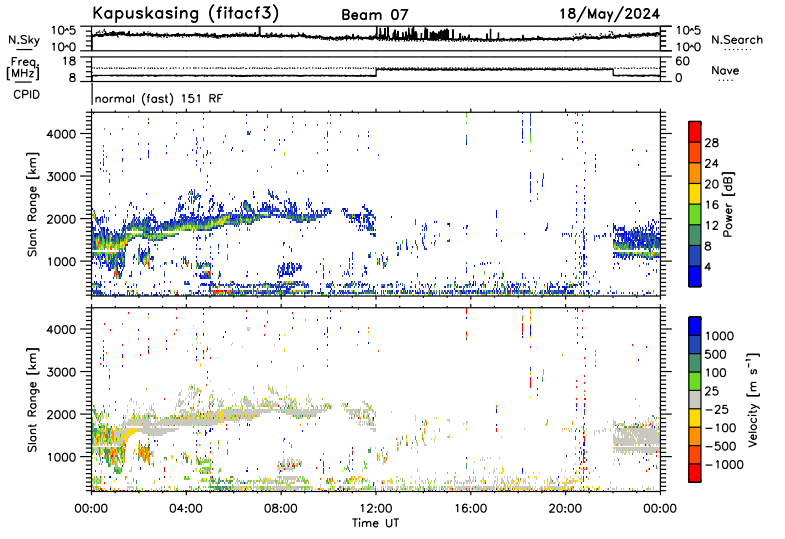 Kapuskasing (fitacf3)
Beam 07
18/May/2024
N.Sky
10^5
10^0
10^5
10^0
N.Search
Freq.
[MHz]
18
8
60
0
Nave
CPID
normal (fast) 151 RF
Slant Range [km]
4000
3000
2000
1000
28
24
20
16
12
8
4
Power [dB]
Slant Range [km]
4000
3000
2000
1000
1000
500
100
25
−25
−100
−500
−1000
Velocity [m s⁻¹]
00:00
04:00
08:00
12:00
16:00
20:00
00:00
Time UT